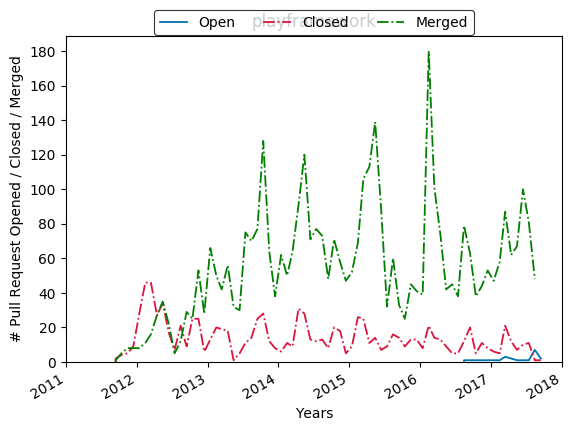 playframework
Open Closed Merged
# Pull Request Opened / Closed / Merged
180
160
140
120
100
80
60
40
20
0
2011 2012 2013 2014 2015 2016 2017 2018
Years